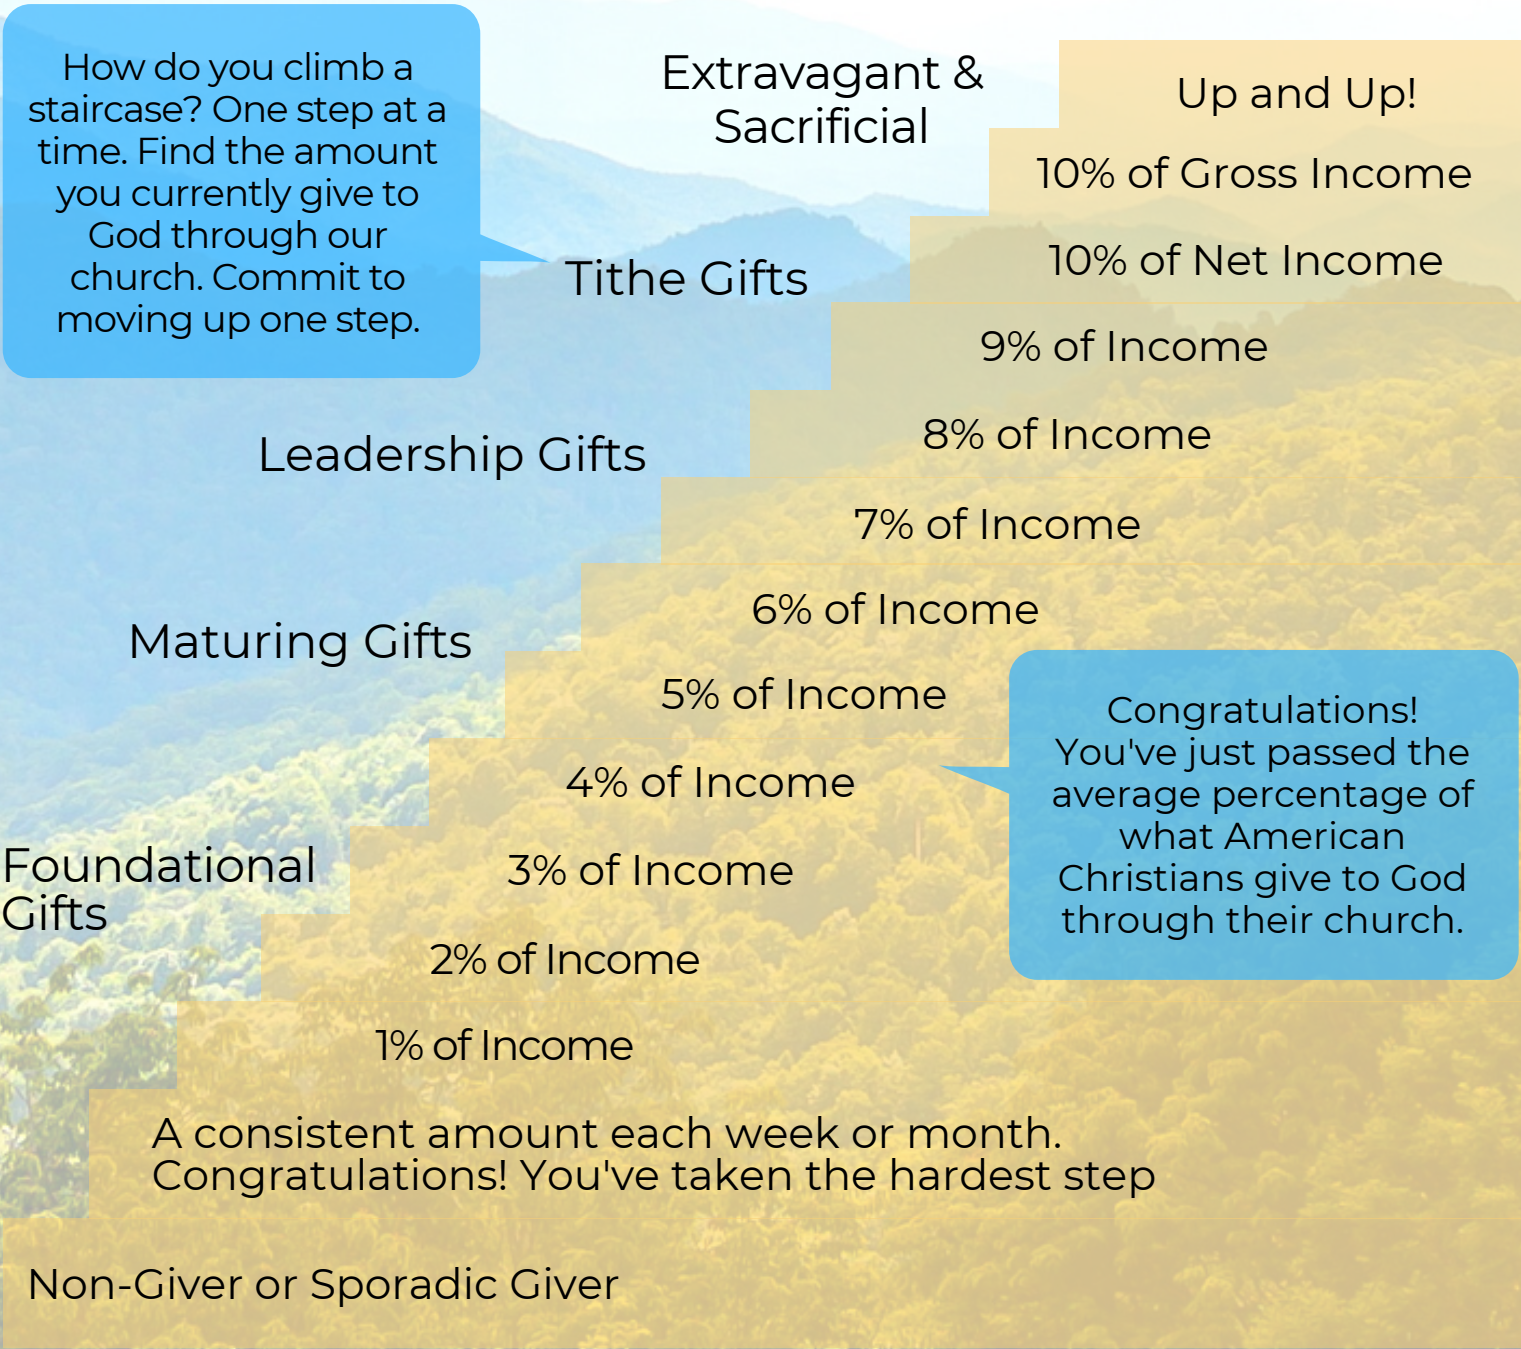 How do you climb a
staircase? One step at a
time. Find the amount
you currently give to
God through our
church. Commit to
moving up one step.
Extravagant &
Sacrificial
Up and Up!
10% of Gross Income
Tithe Gifts
10% of Net Income
9% of Income
Leadership Gifts
8% of Income
7% of Income
Maturing Gifts
6% of Income
5% of Income
4% of Income
Congratulations!
You've just passed the
average percentage of
what American
Christians give to God
through their church.
Foundational
Gifts
3% of Income
2% of Income
1% of Income
A consistent amount each week or month.
Congratulations! You've taken the hardest step
Non-Giver or Sporadic Giver